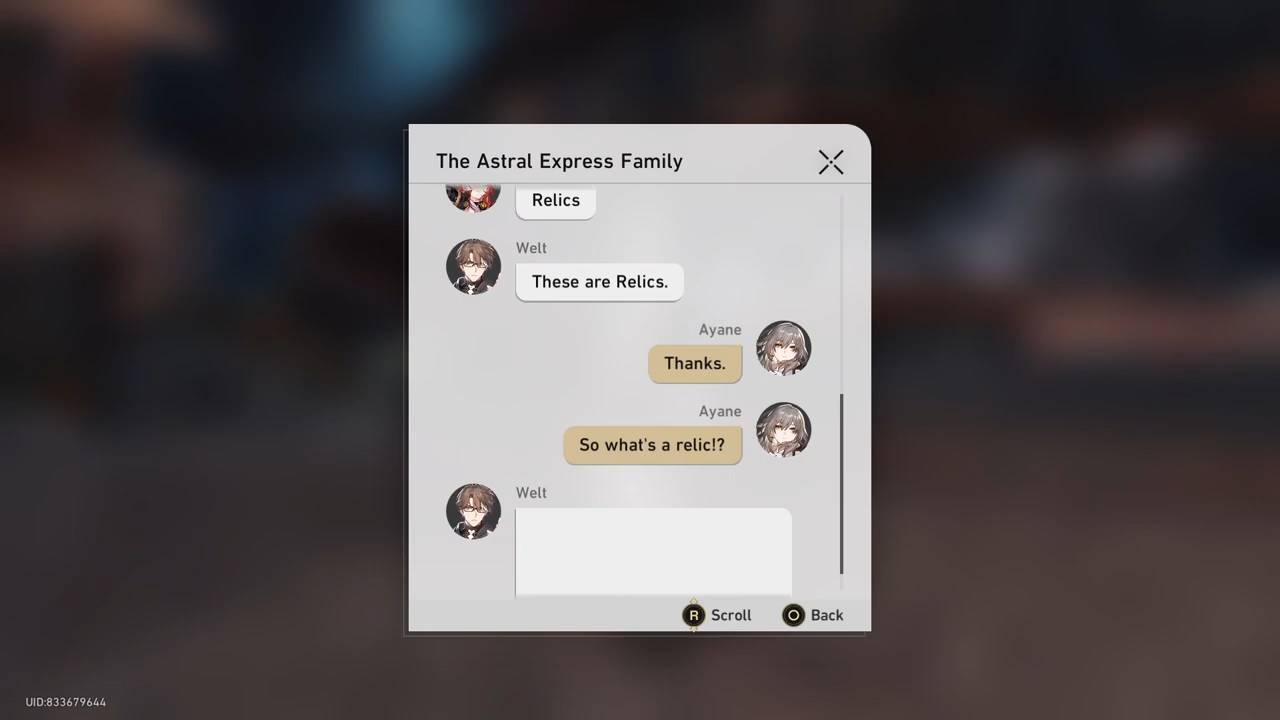 The Astral Express Family
Relics
Welt
These are Relics.
Ayane
Thanks.
Ayane
So what's a relic!?
Welt
R Scroll
Back
UID:833679644